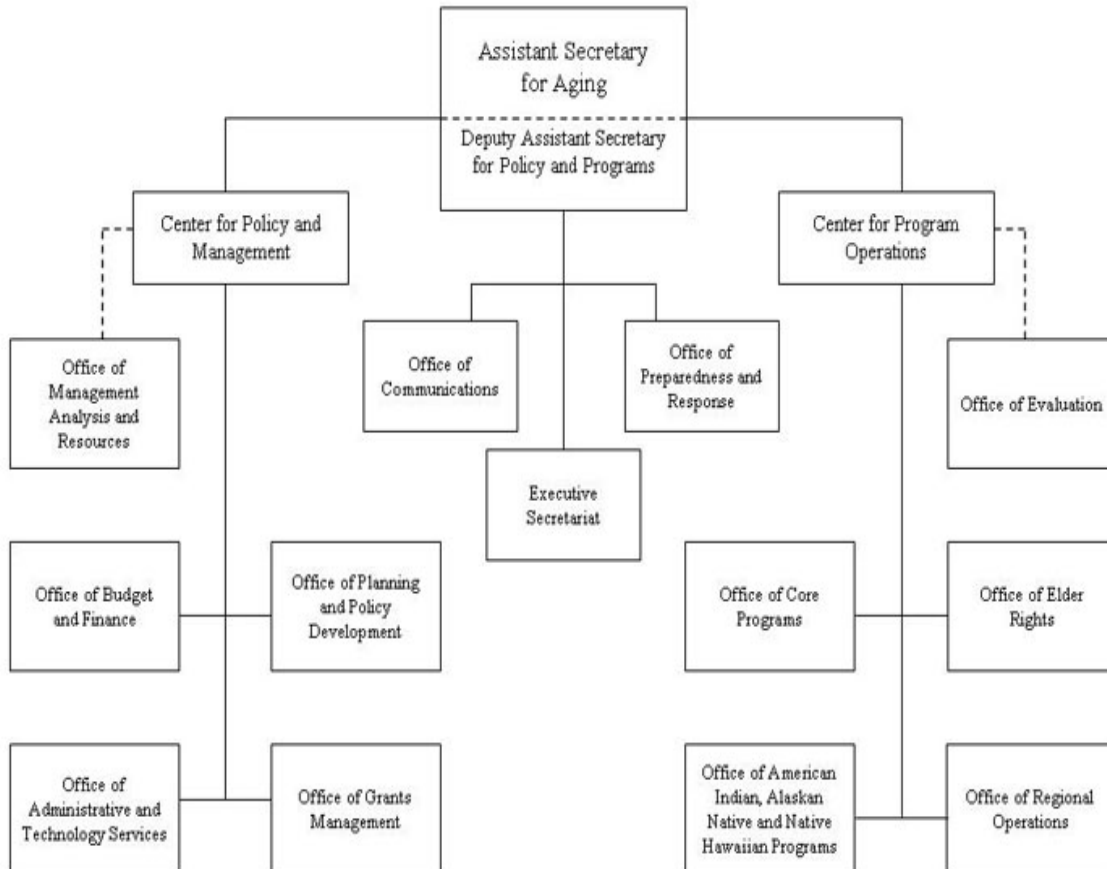 Assistant Secretary
for Aging
Deputy Assistant Secretary
for Policy and Programs
Center for Policy and
Management
Center for Program
Operations
Office of
Management
Analysis and
Resources
Office of
Communications
Office of
Preparedness and
Response
Office of Evaluation
Executive
Secretariat
Office of Budget
and Finance
Office of Planning
and Policy
Development
Office of Core
Programs
Office of Elder
Rights
Office of
Administrative and
Technology Services
Office of Grants
Management
Office of American
Indian, Alaskan
Native and Native
Hawaiian Programs
Office of Regional
Operations